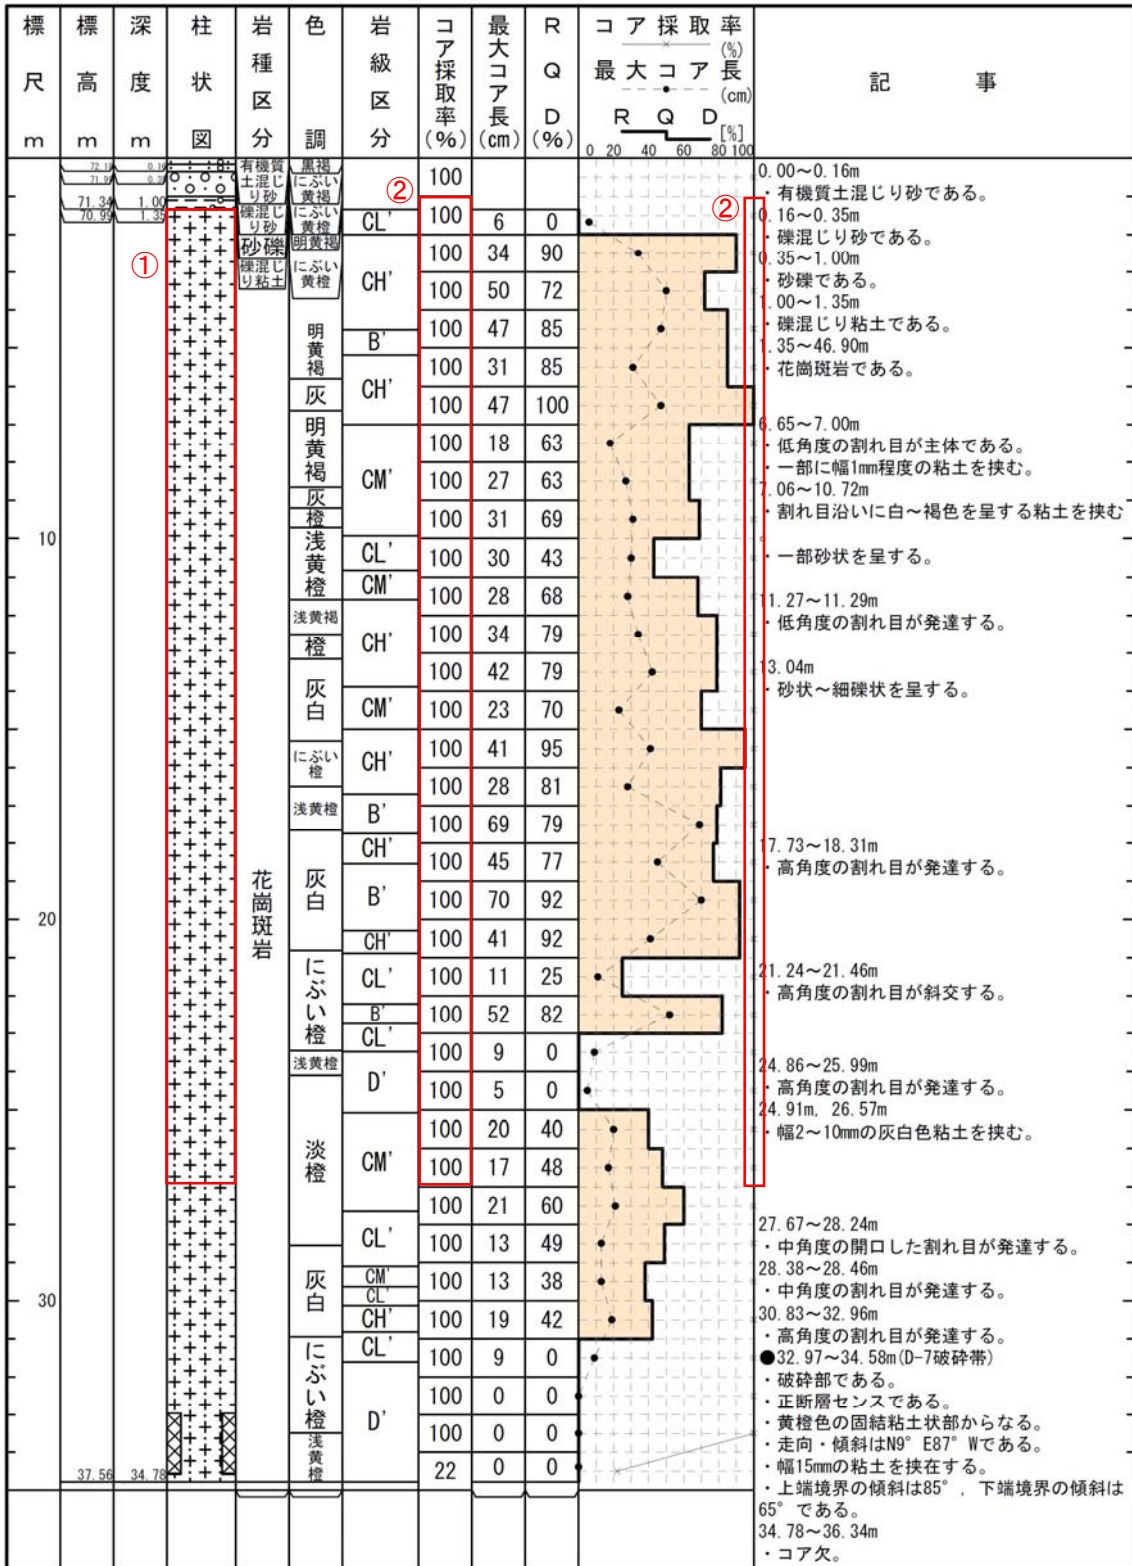 標尺 m
標高 m
深度 m
柱状図
岩種区分
色調
岩級区分
コア採取率(%)
最大コア長(cm)
RQD(%)
コア採取率(%)
最大コア長(cm)
RQD[%]
0 20 40 60 80 100
記事
72.18 0.16
0.35
71.34 1.00
70.99 1.35
10
20
30
37.56 34.78
①
②
②
有機質土混じり砂
礫混じり砂
砂礫
礫混じり粘土
花崗斑岩
黒褐
にぶい黄褐
にぶい黄橙
明黄褐
にぶい黄橙
明黄褐
灰
明黄褐
灰
橙
浅黄橙
浅黄褐
橙
灰白
にぶい橙
浅黄橙
灰白
にぶい橙
浅黄橙
淡橙
灰白
にぶい橙
浅黄橙
CL'
CH'
B'
CH'
CM'
CL'
CM'
CH'
CM'
CH'
B'
CH'
B'
CH'
CL'
B'
CL'
D'
CM'
CL'
CM'
CL'
CH'
CL'
D'
100
100 6 0
100 34 90
100 50 72
100 47 85
100 31 85
100 47 100
100 18 63
100 27 63
100 31 69
100 30 43
100 28 68
100 34 79
100 42 79
100 23 70
100 41 95
100 28 81
100 69 79
100 45 77
100 70 92
100 41 92
100 11 25
100 52 82
100 9 0
100 5 0
100 20 40
100 17 48
100 21 60
100 13 49
100 13 38
100 19 42
100 9 0
100 0 0
100 0 0
22 0 0
0.00～0.16m
・有機質土混じり砂である。
0.16～0.35m
・礫混じり砂である。
0.35～1.00m
・砂礫である。
1.00～1.35m
・礫混じり粘土である。
1.35～46.90m
・花崗斑岩である。
6.65～7.00m
・低角度の割れ目が主体である。
・一部に幅1mm程度の粘土を挟む。
7.06～10.72m
・割れ目沿いに白～褐色を呈する粘土を挟む
。
・一部砂状を呈する。
11.27～11.29m
・低角度の割れ目が発達する。
13.04m
・砂状～細礫状を呈する。
17.73～18.31m
・高角度の割れ目が発達する。
21.24～21.46m
・高角度の割れ目が斜交する。
24.86～25.99m
・高角度の割れ目が発達する。
24.91m, 26.57m
・幅2～10mmの灰白色粘土を挟む。
27.67～28.24m
・中角度の開口した割れ目が発達する。
28.38～28.46m
・中角度の割れ目が発達する。
30.83～32.96m
・高角度の割れ目が発達する。
●32.97～34.58m(D-7破砕帯)
・破砕部である。
・正断層センスである。
・黄橙色の固結粘土状部からなる。
・走向・傾斜はN9°E87°Wである。
・幅15mmの粘土を挟在する。
・上端境界の傾斜は85°, 下端境界の傾斜は
65°である。
34.78～36.34m
・コア欠。